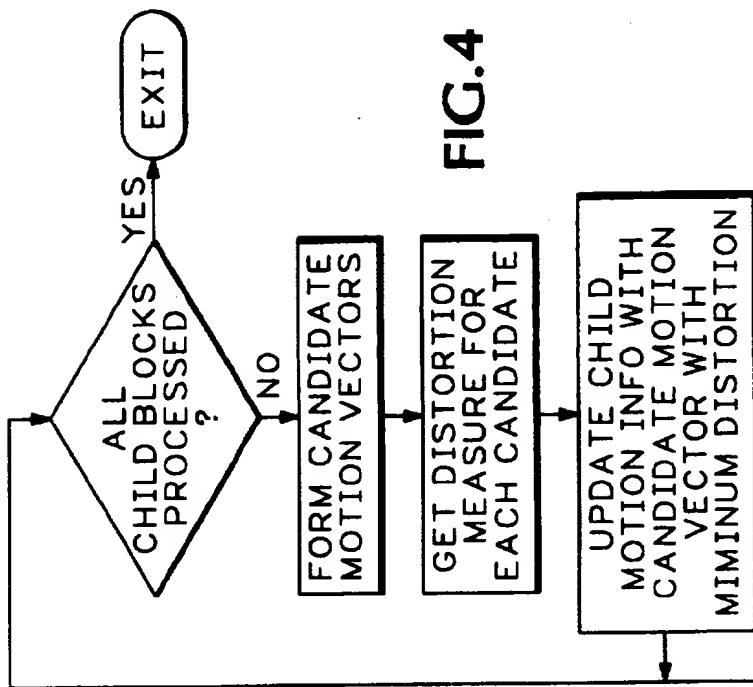 ALL
CHILD BLOCKS
PROCESSED
?
YES
EXIT
NO
FORM CANDIDATE
MOTION VECTORS
GET DISTORTION
MEASURE FOR
EACH CANDIDATE
UPDATE CHILD
MOTION INFO WITH
CANDIDATE MOTION
VECTOR WITH
MIMINUM DISTORTION
FIG.4